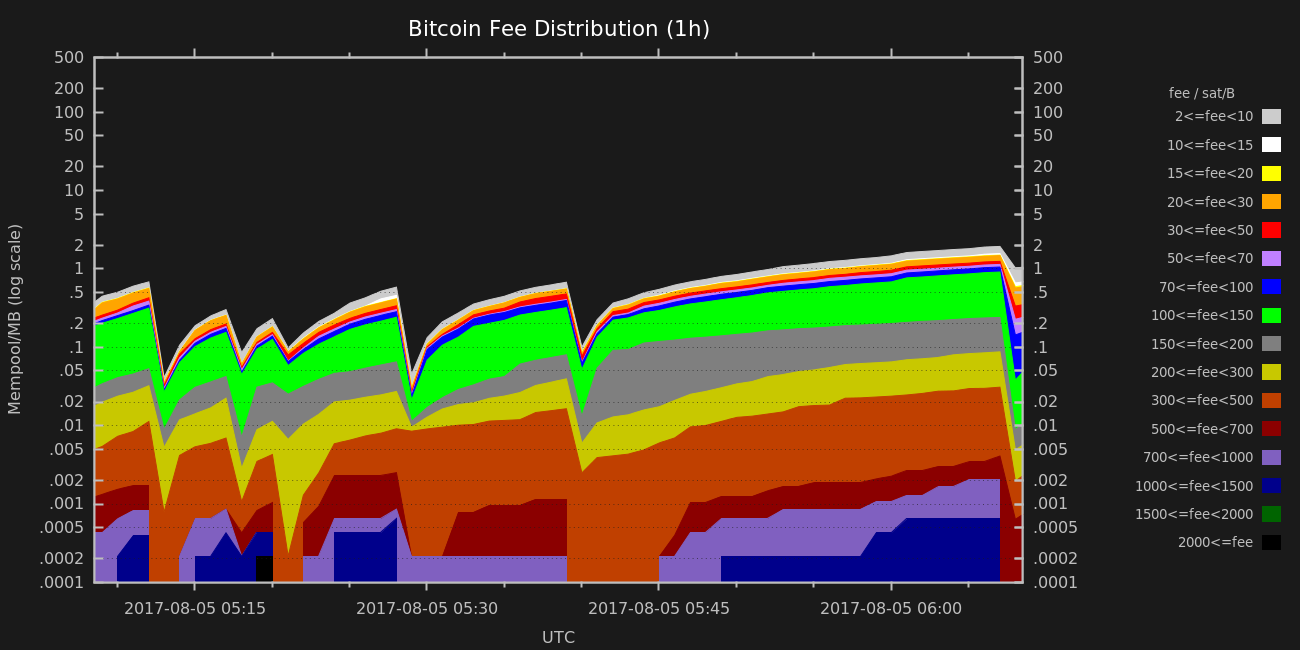 Bitcoin Fee Distribution (1h)
500 500
200 200
100 100
50 50
20 20
10 10
5 5
2 2
1 1
.5 .5
.2 .2
.1 .1
.05 .05
.02 .02
.01 .01
.005 .005
.002 .002
.001 .001
.0005 .0005
.0002 .0002
.0001 .0001
Mempool/MB (log scale)
2017-08-05 05:15 2017-08-05 05:30 2017-08-05 05:45 2017-08-05 06:00
UTC
fee / sat/B
2<=fee<10
10<=fee<15
15<=fee<20
20<=fee<30
30<=fee<50
50<=fee<70
70<=fee<100
100<=fee<150
150<=fee<200
200<=fee<300
300<=fee<500
500<=fee<700
700<=fee<1000
1000<=fee<1500
1500<=fee<2000
2000<=fee